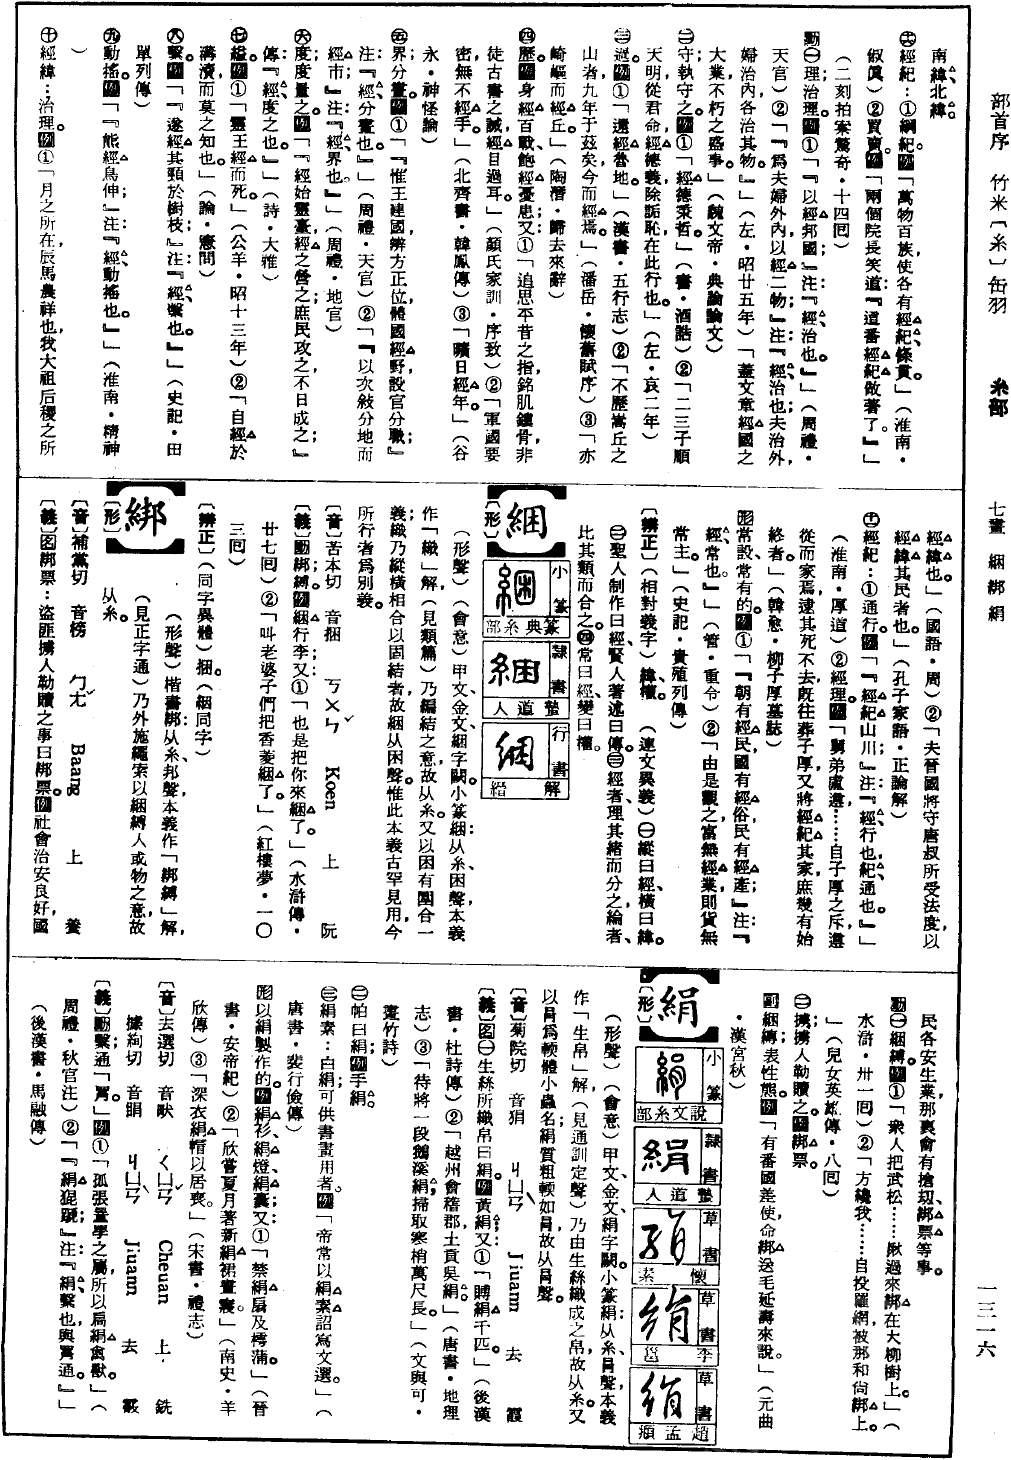 部首序 竹米「糸」缶羽 糸部 七畫 綑綁絹 一三一六
南緯北緯。
㊅經紀：①綱紀。例「萬物百族，使各有經紀條貫。」（淮南．
俶眞）②買賣。例「兩個院長笑道：『道番經紀做著了。』」
（二刻拍案驚奇．十四回）
動㊀理治理。例①「『以經邦國』注：『經，治也。』」（周禮．
天官）②「『爲夫婦外內，以經二物』注：『經，治也；夫治外，
婦治內，各治其物。』」（左．昭廿五年）「蓋文章經國之
大業，不朽之盛事」（魏文帝．典論論文）
㊁守執守之。例①「經德秉哲」（書．酒誥）②「二三子順
天明，從君命，經德義，除詬恥，在此行也。」（左．哀二年）
㊂逕。例①「還經魯地」（漢書．五行志）②「不歷嵩丘之
山者，九年于茲矣，今而經焉。」（潘岳．懷舊賦序）③「亦
崎嶇而經丘」（陶潛．歸去來辭）
㊃歷。例身經百戰、飽經憂患又①「追思平昔之指，銘肌鏤骨，非
徒古書之誡，經目過耳。」（顏氏家訓．序致）②「軍國要
密，無不經手。」（北齊書．韓鳳傳）③「曠日經年。」（谷
永．神怪論）
㊄界分畫。例①「『惟王建國，辨方正位，體國經野，設官分職』
注：『經，分畫也。』」（周禮．天官）②「『以次敍分地而
經市』注：『經，界也。』」（周禮．地官）
㊅度度量之。例「『經始靈臺，經之營之；庶民攻之，不日成之』
傳：『經，度之也。』」（詩．大雅）
㊆縊。例①「靈王經而死。」（公羊．昭十三年）②「自經於
溝瀆而莫之知也。」（論．憲問）
㊇繫。例「『遂經其頸於樹枝』注：『經，繫也。』」（史記．田
單列傳）
㊈動搖。例「『熊經鳥伸』注：『經，動搖也。』」（淮南．精神
）
㊉經緯：治理。例①「月之所在，辰馬農祥也，我大祖后稷之所
經緯也」（國語．周）②「夫晉國將守唐叔所受法度，以
經緯其民者也」（孔子家語．正論解）
經紀：①通行。例「『經紀山川』注：『經，行也，紀，通也。』」
（淮南．厚道）②經理。例「舅弟盧遵……自子厚之斥，遵
從而家焉，逮其死不去，旣往葬子厚，又將經紀其家，庶幾有始
終者。」（韓愈．柳子厚墓誌）
形常設常有的。例①「『朝有經民，國有經俗，民有經產』注：『
經，常也。』」（管．重令）②「由是觀之，富無經業，則貨無
常主。」（史記．貴殖列傳）
〔辨正〕（相對義字）緯、權。（連文異義）㊀縱曰經，橫曰緯。
㊁聖人制作曰經，賢人著述曰傳。㊂經者，理其緖而分之，綸者，
比其類而合之。㊃常曰經，變曰權。
綑
〔形〕
小篆 部糸典篆
隸書 人道蟄
行書 縉解
（形聲）（會意）甲文、金文綑字闕。小篆綑：从糸，困聲，本義
作「織」解（見類篇），乃編結之意，故从糸。又以困有圍合一
義，織乃縱橫相合以固結者，故綑从困聲。惟此本義古罕見用，今
所行者爲別義。
〔音〕苦本切 音捆 ㄎㄨㄣˇ Koen 上 阮
〔義〕動綁縛。例綑行李又①「也是把你來綑了。」（水滸傳．
廿七回）②「叫老婆子們把香菱綑了。」（紅樓夢．一〇
三回）
〔辨正〕（同字異體）捆。（綑同字）
綁
〔形〕
（形聲）楷書綁：从糸、邦聲，本義作「綁縛」解，
（見正字通），乃外施繩索以綑縛人或物之意，故
从糸。
〔音〕補黨切 音榜 ㄅㄤˇ Baang 上 養
〔義〕名綁票：盜匪擄人勒贖之事曰綁票。例社會治安良好，國
民各安生業，那裏會有搶刧、綁票等事。
動㊀綑縛。例①「衆人把武松……揪過來，綁在大柳樹上。」（
水滸．卅一回）②「方纔我……自投羅網，被那和尙綁上。
」（兒女英雄傳．八回）
㊁擄擄人勒贖之。例綁票。
副綑縛：表性態。例「有番國差使命綁送毛延壽來說。」（元曲
．漢宮秋）
絹
〔形〕
小篆 部糸文說
隸書 人道蟄
草書 素懷
草書 邕李
草書 頫孟趙
（形聲）（會意）甲文、金文絹字闕。小篆絹：从糸、肙聲，本義
作「生帛」解（見通訓定聲），乃由生絲織成之帛，故从糸。又
以肙爲輭體小蟲名，絹質粗輭如肙，故从肙聲。
〔音〕菊院切 音狷 ㄐㄩㄢˋ Jiuann 去 霰
〔義〕名㊀生絲所織帛曰絹。例黃絹又①「賻絹千匹。」（後漢
書．杜詩傳）②「越州會稽郡，土貢吳絹」（唐書．地理
志）③「待將一段鵝溪絹，掃取寒梢萬尺長。」（文與可．
篔竹詩）
㊁帕曰絹。例手絹。
㊂絹素：白絹可供書畫用者。例「帝常以絹素詔寫文選。」（
唐書．裴行儉傳）
形以絹製作的。例絹衫、絹燈、絹囊又①「禁絹扇及樗蒲。」（晉
書．安帝紀）②「欣嘗夏月著新絹裙晝寢」（南史．羊
欣傳）③「深衣絹㡌以居喪。」（宋書．禮志）
〔音〕去選切 音畎 ㄑㄩㄢˇ Cheuan 上 銑
據絢切 音睊 ㄐㄩㄢˋ Jiuann 去 霰
〔義〕動繫通「罥」。例①「孤張置學之屬，所以扃絹禽獸。」（
周禮．秋官注）②「『絹猑蹏』注：『絹，繫也，與罥通。』」
（後漢書．馬融傳）